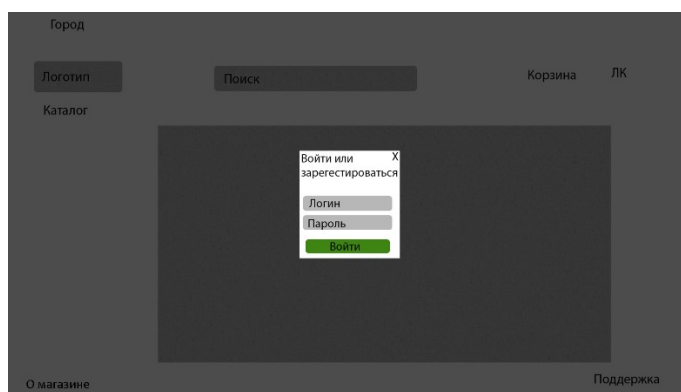 Город
Логотип
Поиск
Корзина
ЛК
Каталог
Войти или X
зарегестироваться
Логин
Пароль
Войти
О магазине
Поддержка